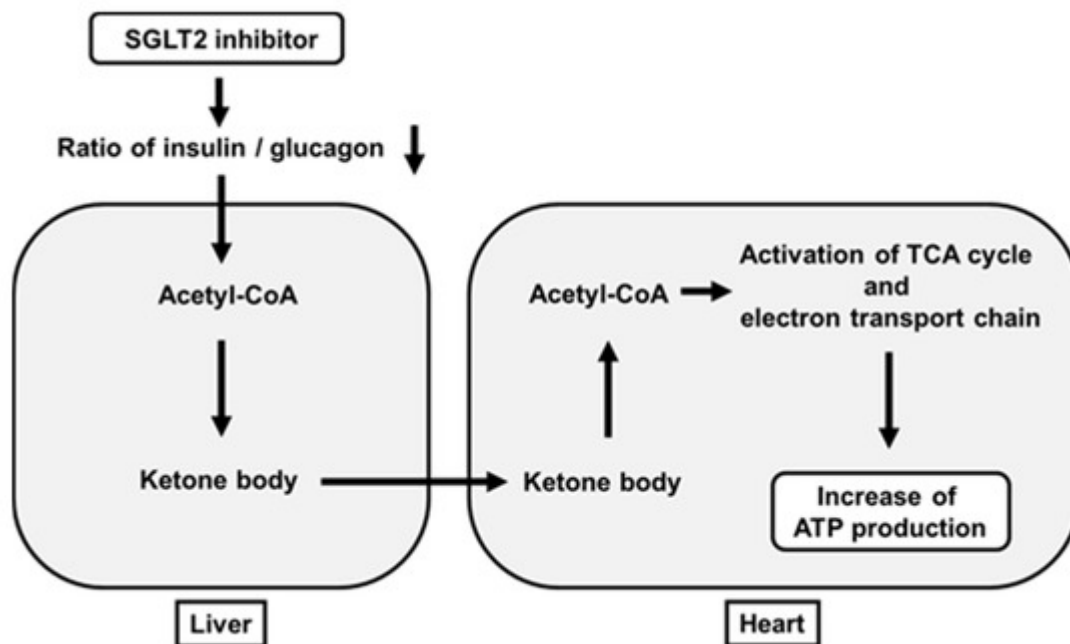 SGLT2 inhibitor
Ratio of insulin / glucagon
Acetyl-CoA
Ketone body
Liver
Ketone body
Acetyl-CoA
Activation of TCA cycle
and
electron transport chain
Increase of
ATP production
Heart